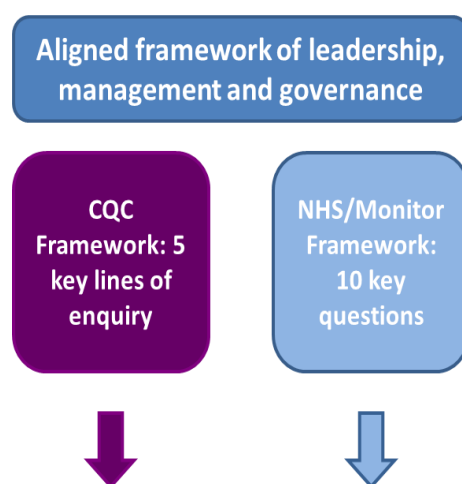 Aligned framework of leadership,
management and governance
CQC
Framework: 5
key lines of
enquiry
NHS/Monitor
Framework:
10 key
questions